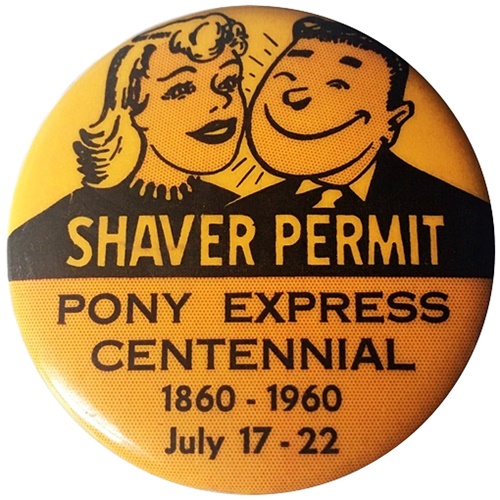 SHAVER PERMIT
PONY EXPRESS
CENTENNIAL
1860 - 1960
July 17 - 22